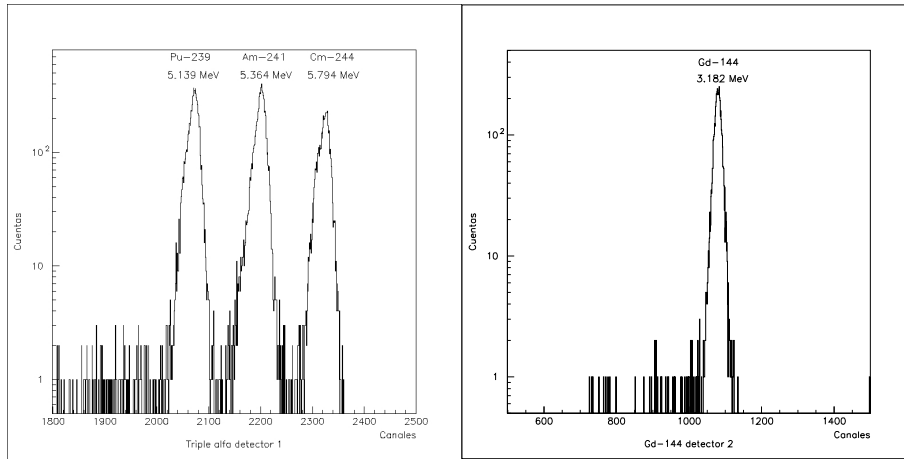 Pu-239 Am-241 Cm-244
5.139 MeV 5.364 MeV 5.794 MeV
Cuentas
10²
10
1
1800 1900 2000 2100 2200 2300 2400 2500
Canales
Triple alfa detector 1
Gd-144
3.182 MeV
Cuentas
10²
10
1
600 800 1000 1200 1400
Canales
Gd-144 detector 2